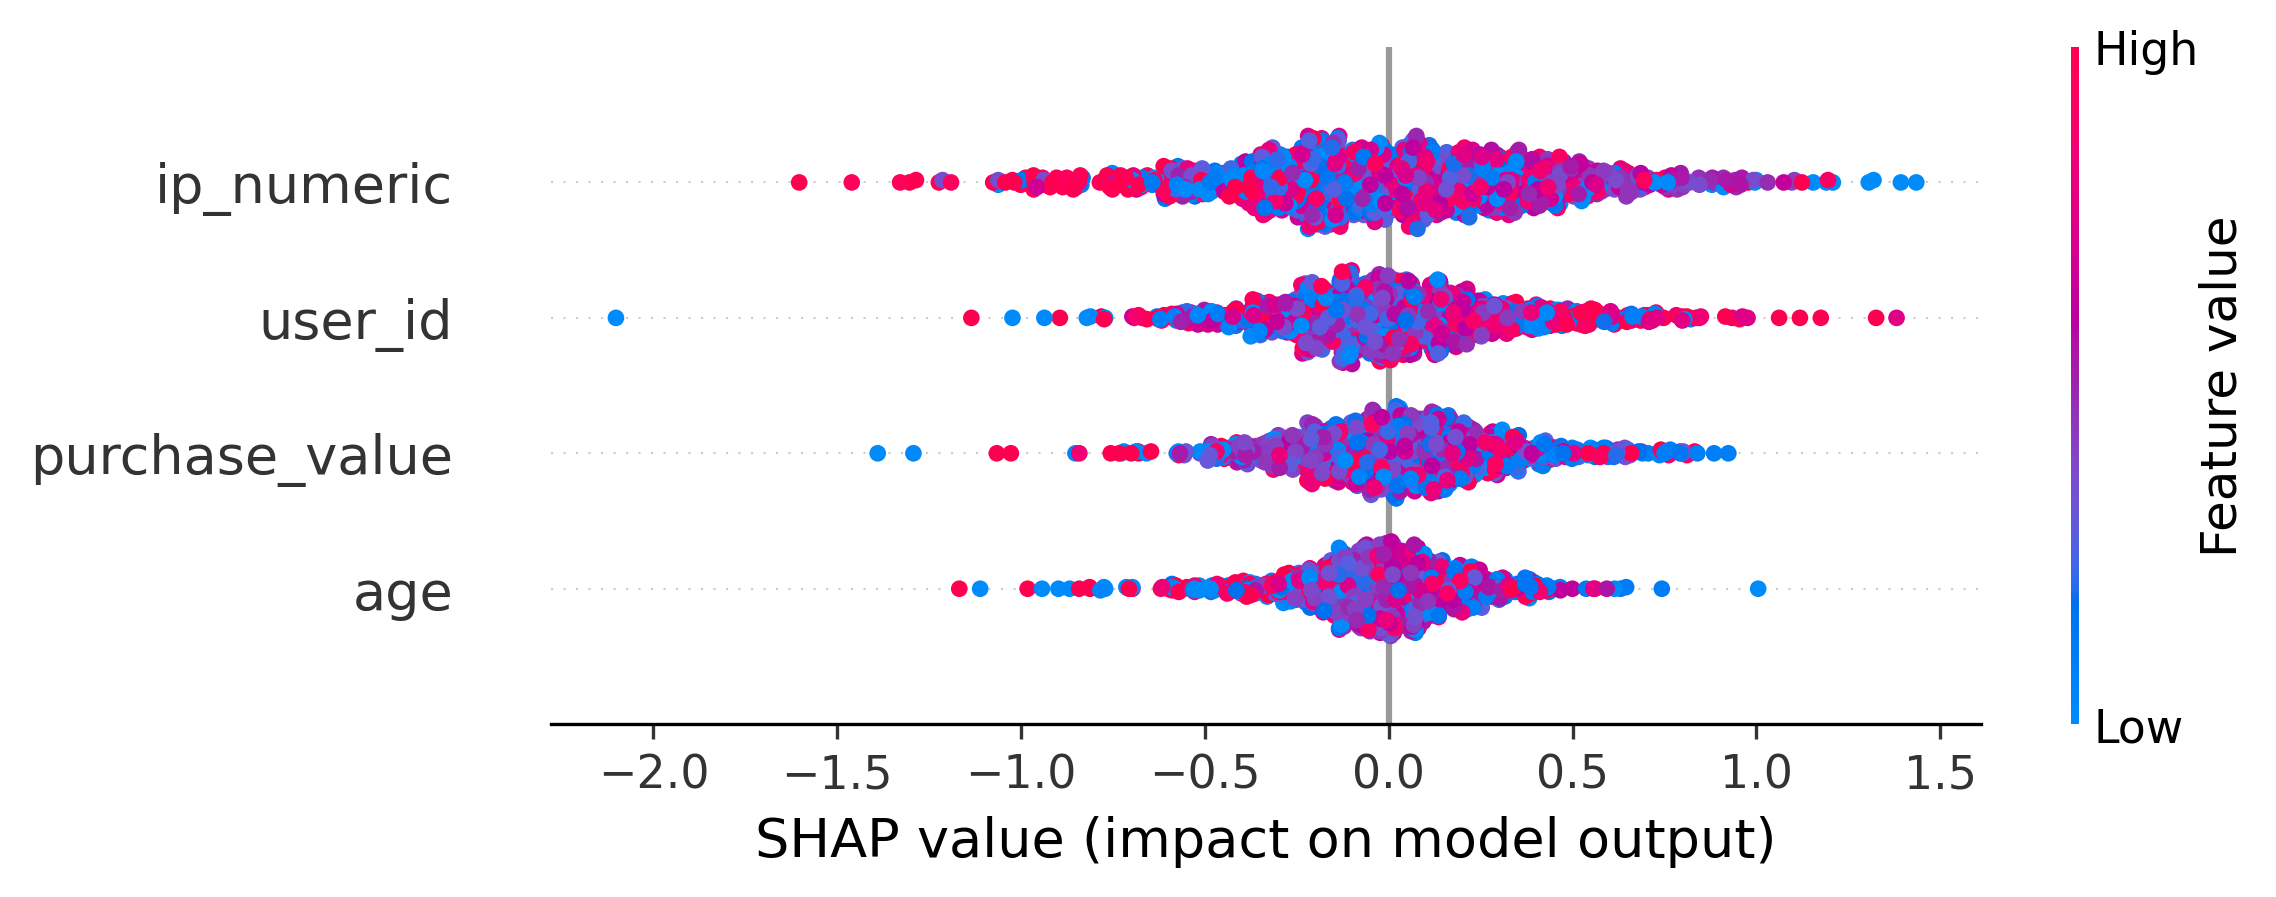 ip_numeric
user_id
purchase_value
age
−2.0 −1.5 −1.0 −0.5 0.0 0.5 1.0 1.5
SHAP value (impact on model output)
High
Feature value
Low